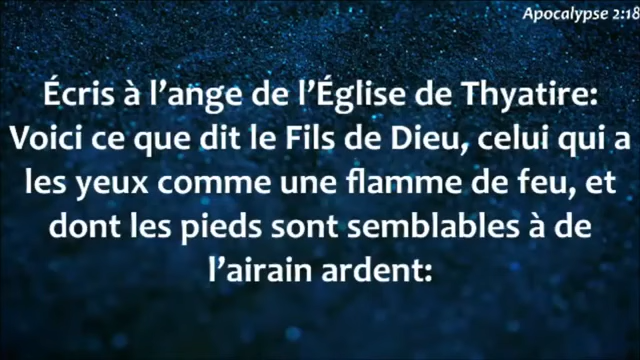 Apocalypse 2:18
Écris à l’ange de l’Église de Thyatire:
Voici ce que dit le Fils de Dieu, celui qui a
les yeux comme une flamme de feu, et
dont les pieds sont semblables à de
l’airain ardent: